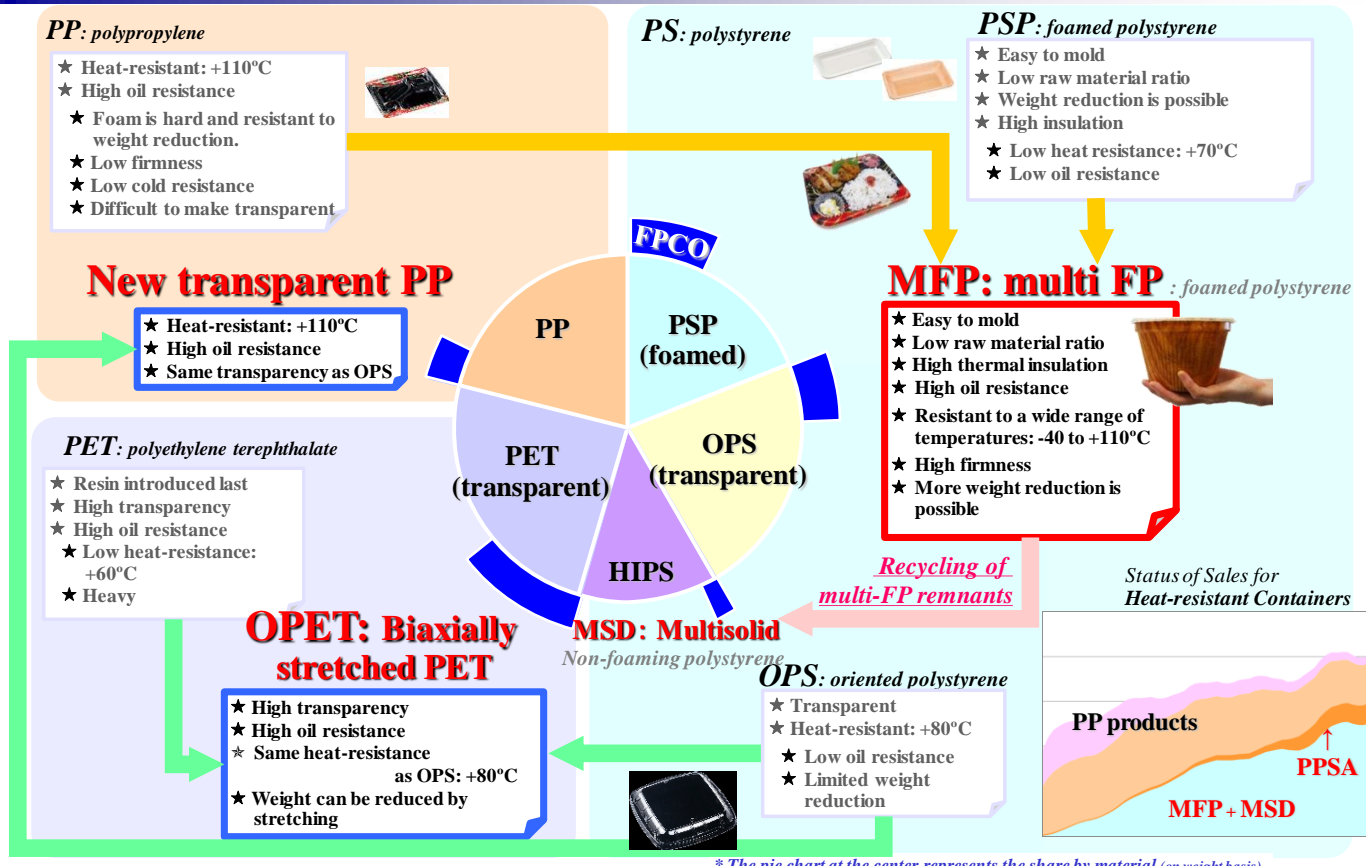 PP: polypropylene
★ Heat-resistant: +110ºC
★ High oil resistance
★ Foam is hard and resistant to
weight reduction.
★ Low firmness
★ Low cold resistance
★ Difficult to make transparent
PS: polystyrene
PSP: foamed polystyrene
★ Easy to mold
★ Low raw material ratio
★ Weight reduction is possible
★ High insulation
★ Low heat resistance: +70ºC
★ Low oil resistance
New transparent PP
★ Heat-resistant: +110ºC
★ High oil resistance
★ Same transparency as OPS
FPCO
PP
PSP
(foamed)
OPS
(transparent)
HIPS
PET
(transparent)
MFP: multi FP : foamed polystyrene
★ Easy to mold
★ Low raw material ratio
★ High thermal insulation
★ High oil resistance
★ Resistant to a wide range of
temperatures: -40 to +110ºC
★ High firmness
★ More weight reduction is
possible
PET: polyethylene terephthalate
★ Resin introduced last
★ High transparency
★ High oil resistance
★ Low heat-resistance:
+60ºC
★ Heavy
OPET: Biaxially
stretched PET
★ High transparency
★ High oil resistance
★ Same heat-resistance
as OPS: +80ºC
★ Weight can be reduced by
stretching
Recycling of
multi-FP remnants
MSD: Multisolid
Non-foaming polystyrene
OPS: oriented polystyrene
★ Transparent
★ Heat-resistant: +80ºC
★ Low oil resistance
★ Limited weight
reduction
Status of Sales for
Heat-resistant Containers
PP products
↑
PPSA
MFP + MSD
* The pie chart at the center represents the share by material (on weight basis)